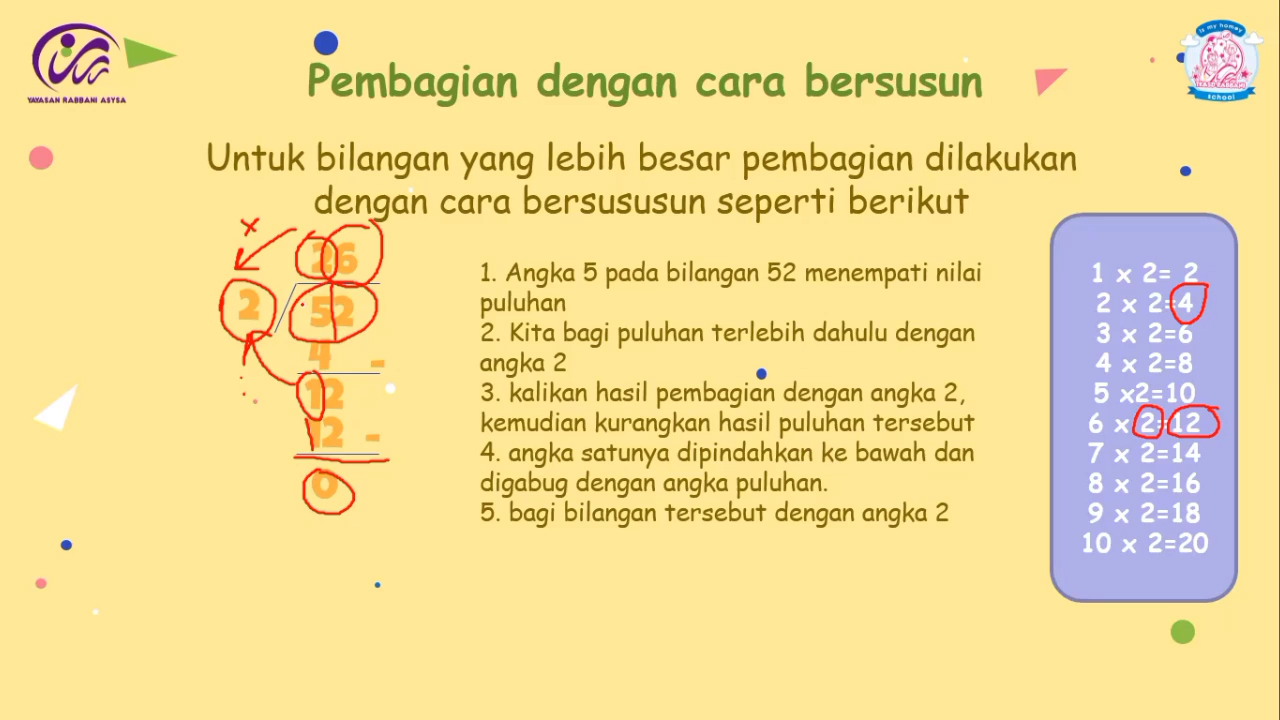 YAYASAN RABBANI ASYSA
is my homey
school
Pembagian dengan cara bersusun
Untuk bilangan yang lebih besar pembagian dilakukan
dengan cara bersususun seperti berikut
x
26
2
52
4 -
12
12 -
0
1. Angka 5 pada bilangan 52 menempati nilai
puluhan
2. Kita bagi puluhan terlebih dahulu dengan
angka 2
3. kalikan hasil pembagian dengan angka 2,
kemudian kurangkan hasil puluhan tersebut
4. angka satunya dipindahkan ke bawah dan
digabug dengan angka puluhan.
5. bagi bilangan tersebut dengan angka 2
1 x 2= 2
2 x 2=4
3 x 2=6
4 x 2=8
5 x2=10
6 x 2=12
7 x 2=14
8 x 2=16
9 x 2=18
10 x 2=20